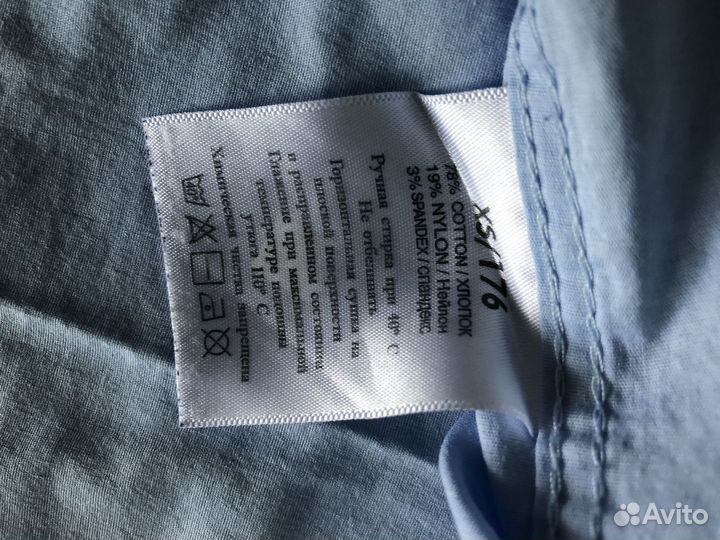 XS/176
78% COTTON / ХЛОПОК
19% NYLON / Нейлон
3% SPANDEX / спандекс
Ручная стирка при 40° С
Не отбеливать
Горизонтальная сушка на
плоской поверхности
в расправленном состоянии
Глажение при максимальной
температуре подошвы
утюга 110° С
Химическая чистка запрещена
Avito